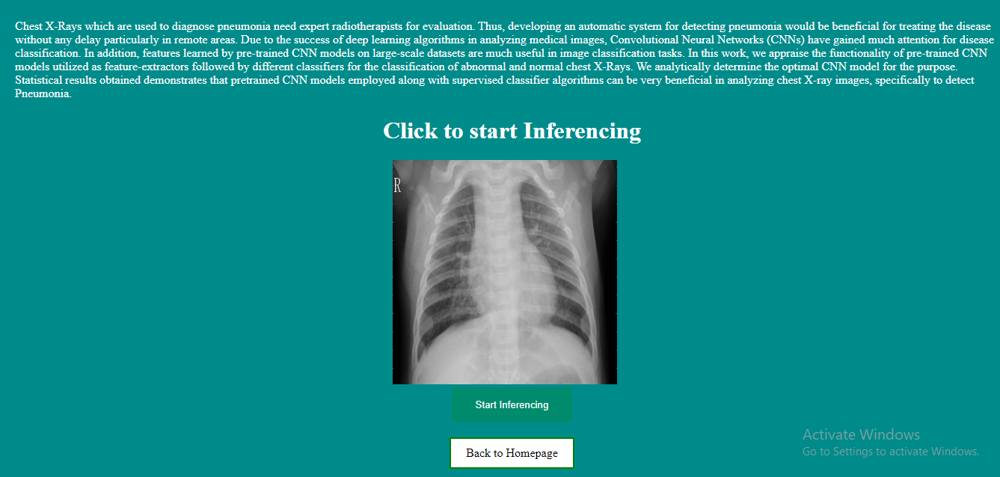 Chest X-Rays which are used to diagnose pneumonia need expert radiotherapists for evaluation. Thus, developing an automatic system for detecting pneumonia would be beneficial for treating the disease
without any delay particularly in remote areas. Due to the success of deep learning algorithms in analyzing medical images, Convolutional Neural Networks (CNNs) have gained much attention for disease
classification. In addition, features learned by pre-trained CNN models on large-scale datasets are much useful in image classification tasks. In this work, we appraise the functionality of pre-trained CNN
models utilized as feature-extractors followed by different classifiers for the classification of abnormal and normal chest X-Rays. We analytically determine the optimal CNN model for the purpose.
Statistical results obtained demonstrates that pretrained CNN models employed along with supervised classifier algorithms can be very beneficial in analyzing chest X-ray images, specifically to detect
Pneumonia.
Click to start Inferencing
R
Start Inferencing
Back to Homepage
Activate Windows
Go to Settings to activate Windows.